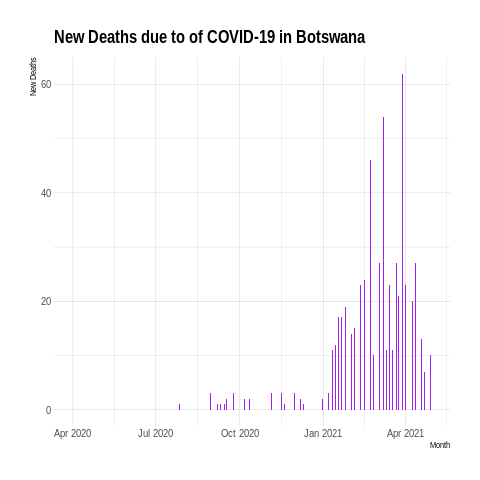 New Deaths due to of COVID-19 in Botswana
New Deaths
60
40
20
0
Apr 2020 Jul 2020 Oct 2020 Jan 2021 Apr 2021
Month